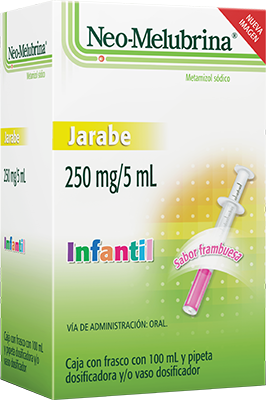 NUEVA
IMAGEN
Neo-Melubrina®
Metamizol sódico
Jarabe
250 mg/5 mL
Infantil
Sabor frambuesa
VÍA DE ADMINISTRACIÓN: ORAL.
Caja con frasco con 100 mL y pipeta
dosificadora y/o vaso dosificador
Neo-Melubrina®
Metamizol sódico
Jarabe
250 mg/5 mL
Infantil